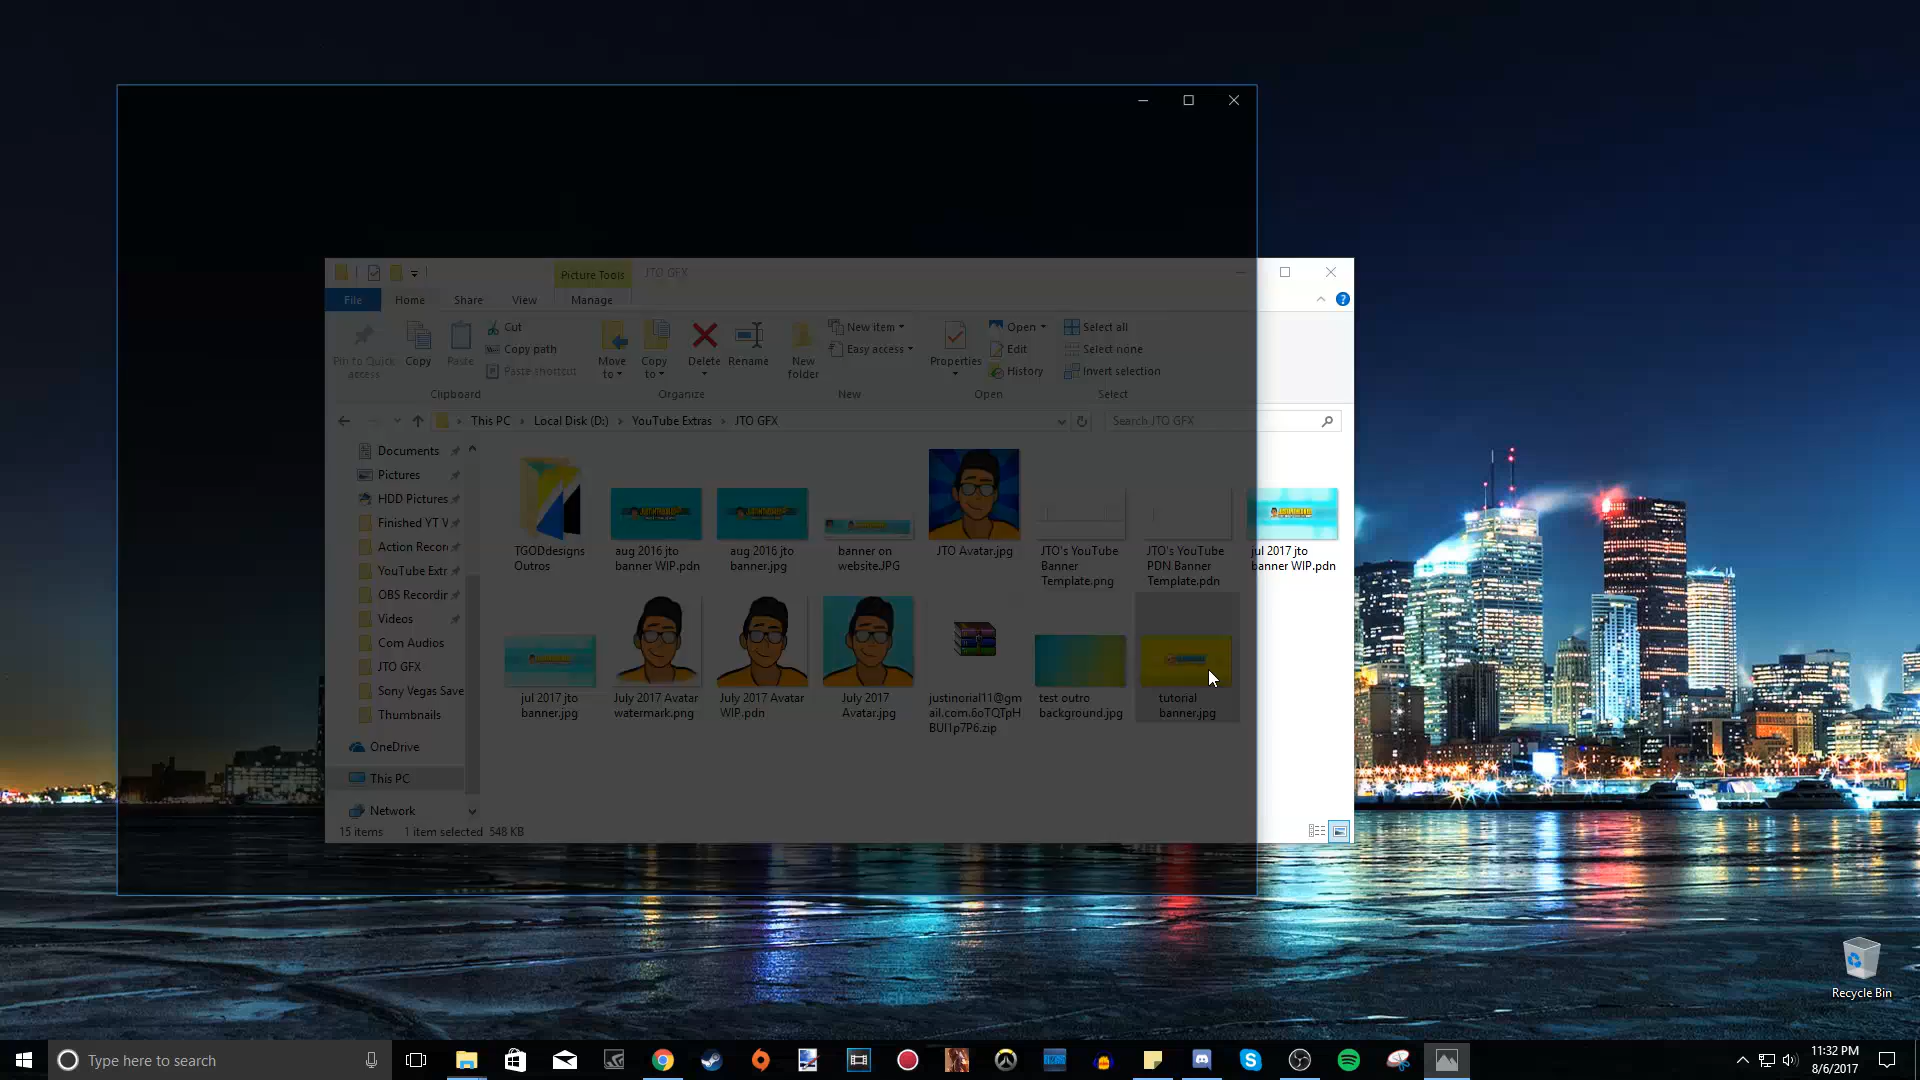 Picture Tools JTO GFX
File Home Share View Manage
Cut New item Open Select all
Copy path Easy access Edit Select none
Pin to Quick access Copy Paste Move to Copy to Delete Rename New folder Properties
Paste shortcut History Invert selection
Clipboard Organize New Open Select
This PC Local Disk (D:) YouTube Extras JTO GFX Search JTO GFX
Documents
Pictures
HDD Pictures
Finished YT V
Action Recor
YouTube Extr
OBS Recordir
Videos
Com Audios
JTO GFX
Sony Vegas Save
Thumbnails
OneDrive
This PC
Network
TGODdesigns
Outros
aug 2016 jto
banner WIP.pdn
aug 2016 jto
banner.jpg
banner on
website.JPG
JTO Avatar.jpg
JTO's YouTube
Banner
Template.png
JTO's YouTube
PDN Banner
Template.pdn
jul 2017 jto
banner WIP.pdn
jul 2017 jto
banner.jpg
July 2017 Avatar
watermark.png
July 2017 Avatar
WIP.pdn
July 2017
Avatar.jpg
justinorial11@gm
ail.com.6oTQTpH
BUI1p7P6.zip
test outro
background.jpg
tutorial
banner.jpg
15 items 1 item selected 548 KB
Recycle Bin
Type here to search
11:32 PM
8/6/2017